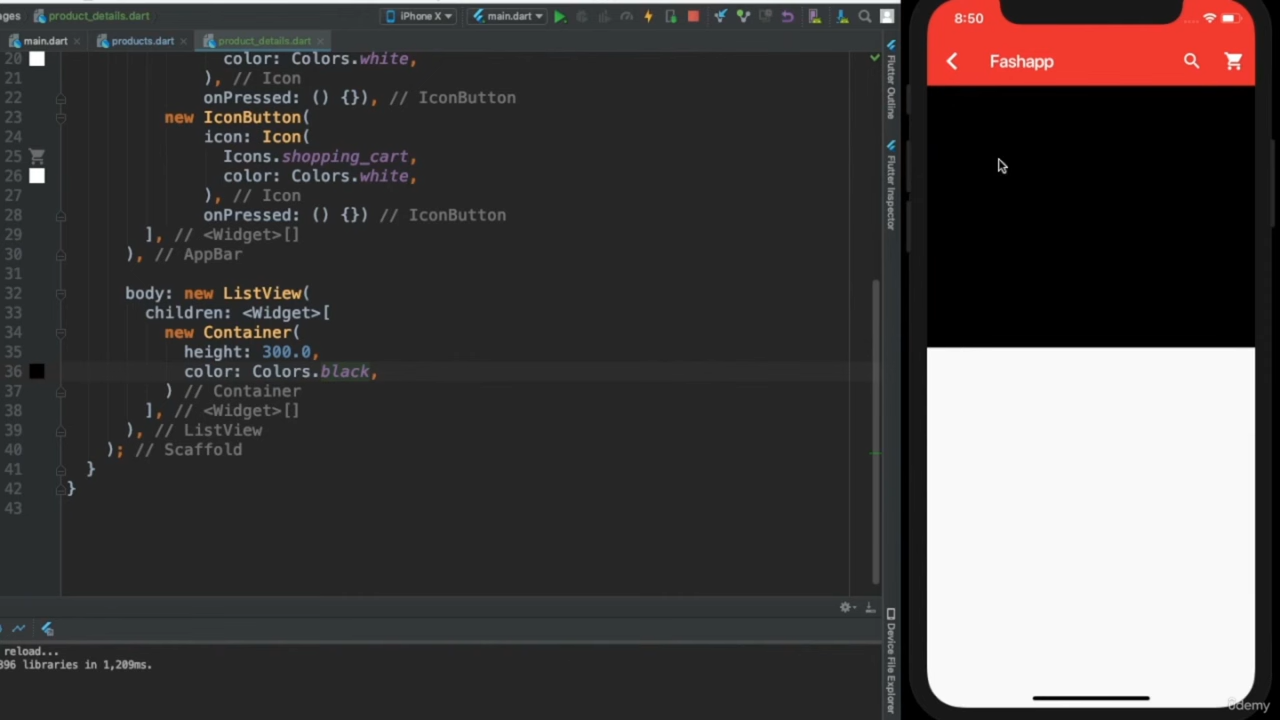 ages product_details.dart iPhone X main.dart
main.dart products.dart product_details.dart
20 color: Colors.white,
21 ), // Icon
22 onPressed: () {}), // IconButton
23 new IconButton(
24 icon: Icon(
25 Icons.shopping_cart,
26 color: Colors.white,
27 ), // Icon
28 onPressed: () {}) // IconButton
29 ], // <Widget>[]
30 ), // AppBar
31
32 body: new ListView(
33 children: <Widget>[
34 new Container(
35 height: 300.0,
36 color: Colors.black,
37 ) // Container
38 ], // <Widget>[]
39 ), // ListView
40 ); // Scaffold
41 }
42 }
43
reload...
896 libraries in 1,209ms.
Flutter Outline
Flutter Inspector
Device File Explorer
8:50
Fashapp
ûdemy